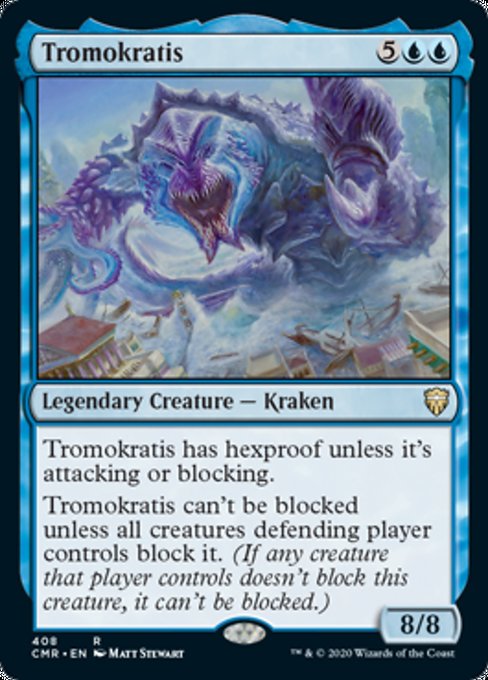 Tromokratis 5
Legendary Creature — Kraken
Tromokratis has hexproof unless it's
attacking or blocking.
Tromokratis can't be blocked
unless all creatures defending player
controls block it. (If any creature
that player controls doesn't block this
creature, it can't be blocked.)
8/8
408 R
CMR • EN Matt Stewart
™ & © 2020 Wizards of the Coast